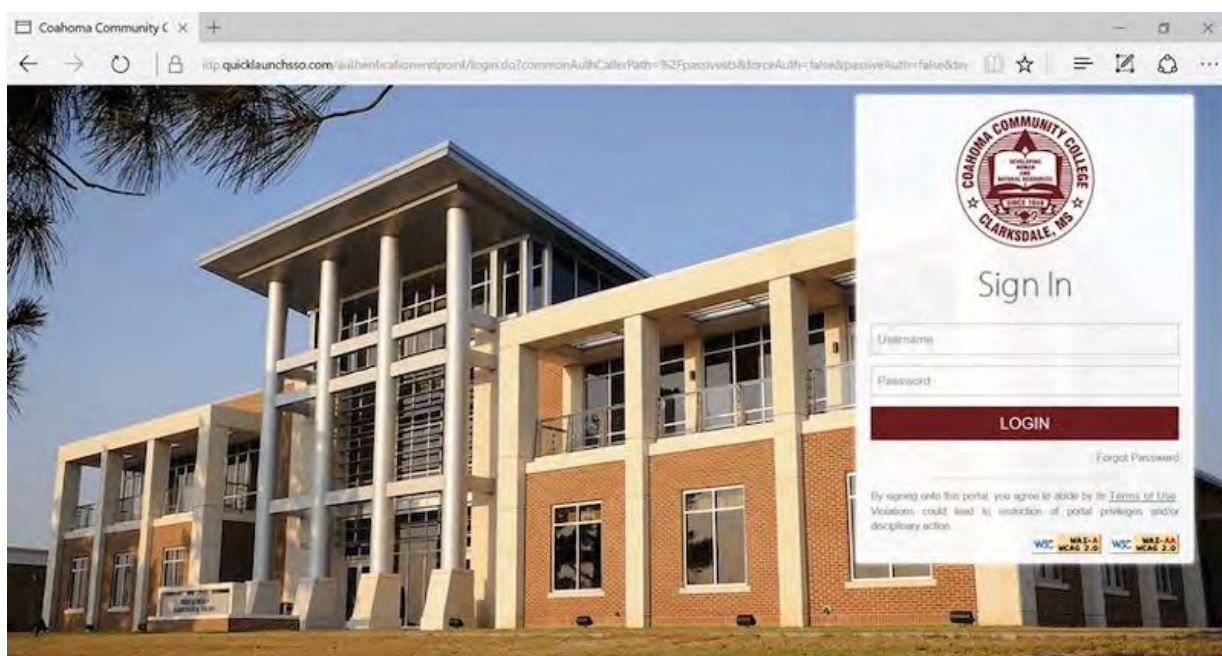 Coahoma Community C
idp.quicklaunchsso.com/authenticationendpoint/login.do?commonAuthCallerPath=%2Fpassivests&forceAuth=false&passiveAuth=false&
COAHOMA COMMUNITY COLLEGE
DEVELOPING
HUMAN
AND
NATURAL RESOURCES
SINCE 1949
CLARKSDALE, MS
Sign In
Username
Password
LOGIN
Forgot Password
By signing onto this portal, you agree to abide by its Terms of Use.
Violations could lead to restriction of portal privileges and/or
disciplinary action.
W3C WAI-A WCAG 2.0
W3C WAI-AA WCAG 2.0